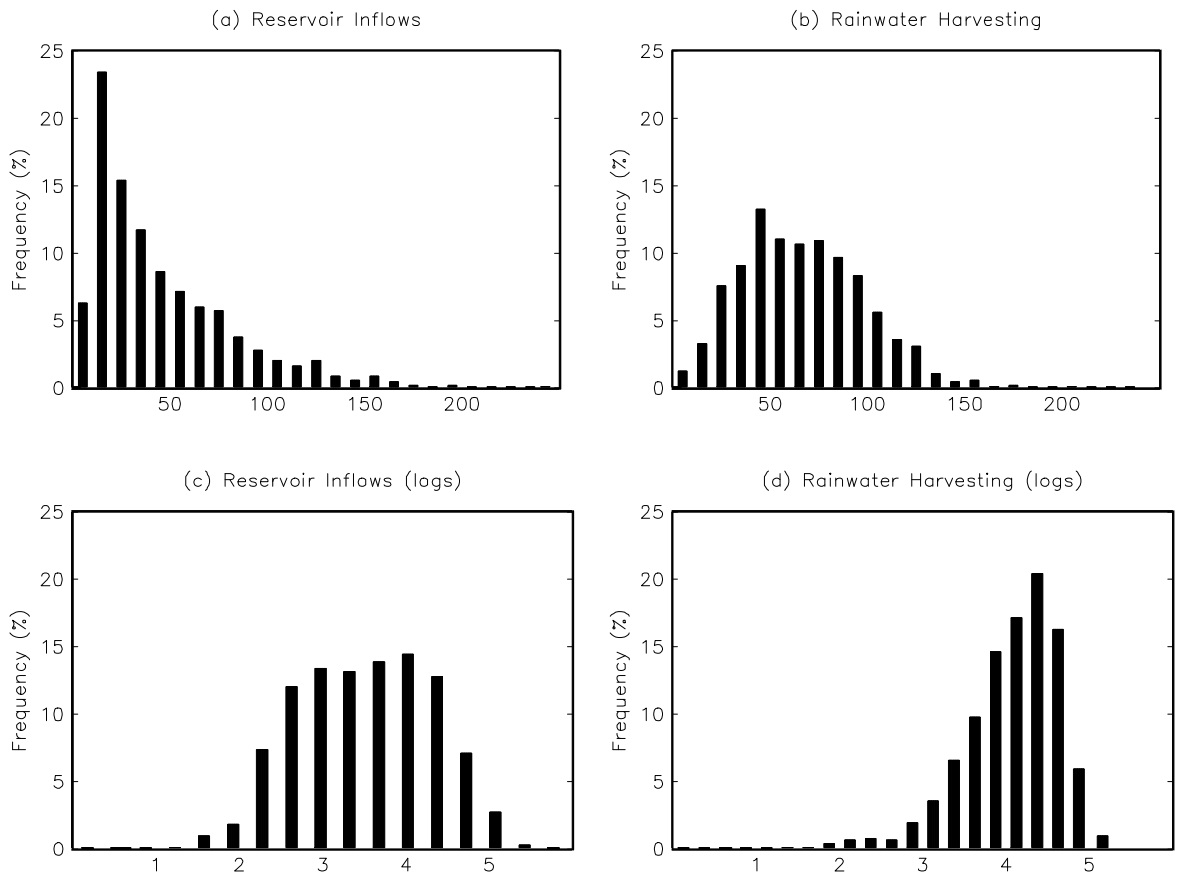 (a) Reservoir Inflows
(b) Rainwater Harvesting
Frequency (%)
25
20
15
10
5
0
50 100 150 200
Frequency (%)
25
20
15
10
5
0
50 100 150 200
(c) Reservoir Inflows (logs)
(d) Rainwater Harvesting (logs)
Frequency (%)
25
20
15
10
5
0
1 2 3 4 5
Frequency (%)
25
20
15
10
5
0
1 2 3 4 5